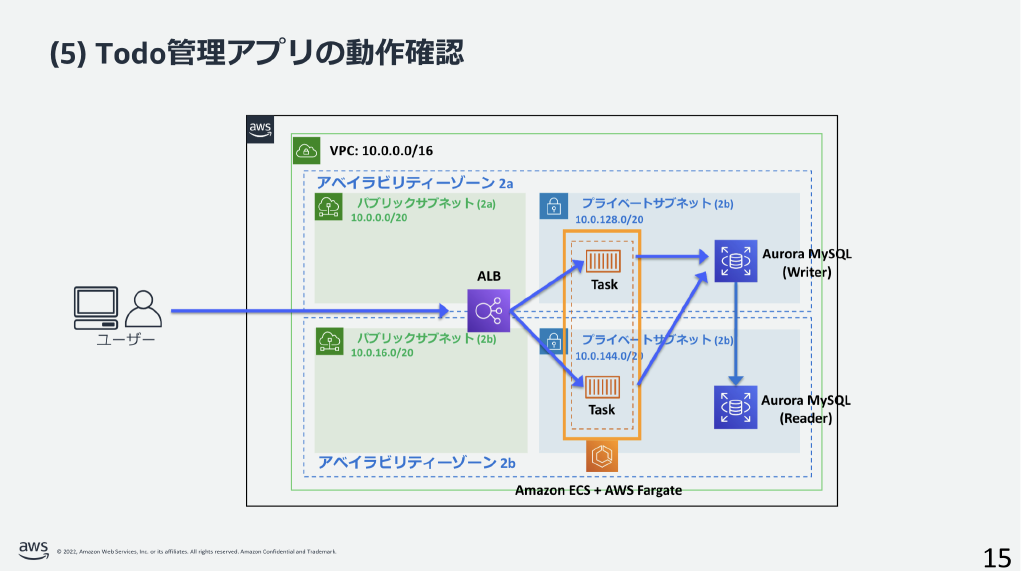 (5) Todo管理アプリの動作確認
aws
VPC: 10.0.0.0/16
アベイラビリティーゾーン 2a
パブリックサブネット (2a)
10.0.0.0/20
プライベートサブネット (2b)
10.0.128.0/20
Aurora MySQL
(Writer)
Task
ALB
ユーザー
パブリックサブネット (2b)
10.0.16.0/20
プライベートサブネット (2b)
10.0.144.0/20
Task
Aurora MySQL
(Reader)
アベイラビリティーゾーン 2b
Amazon ECS + AWS Fargate
aws
© 2022, Amazon Web Services, Inc. or its affiliates. All rights reserved. Amazon Confidential and Trademark.
15